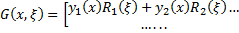 G(x, ξ) = [y₁(x)R₁(ξ) + y₂(x)R₂(ξ) ...
... ...